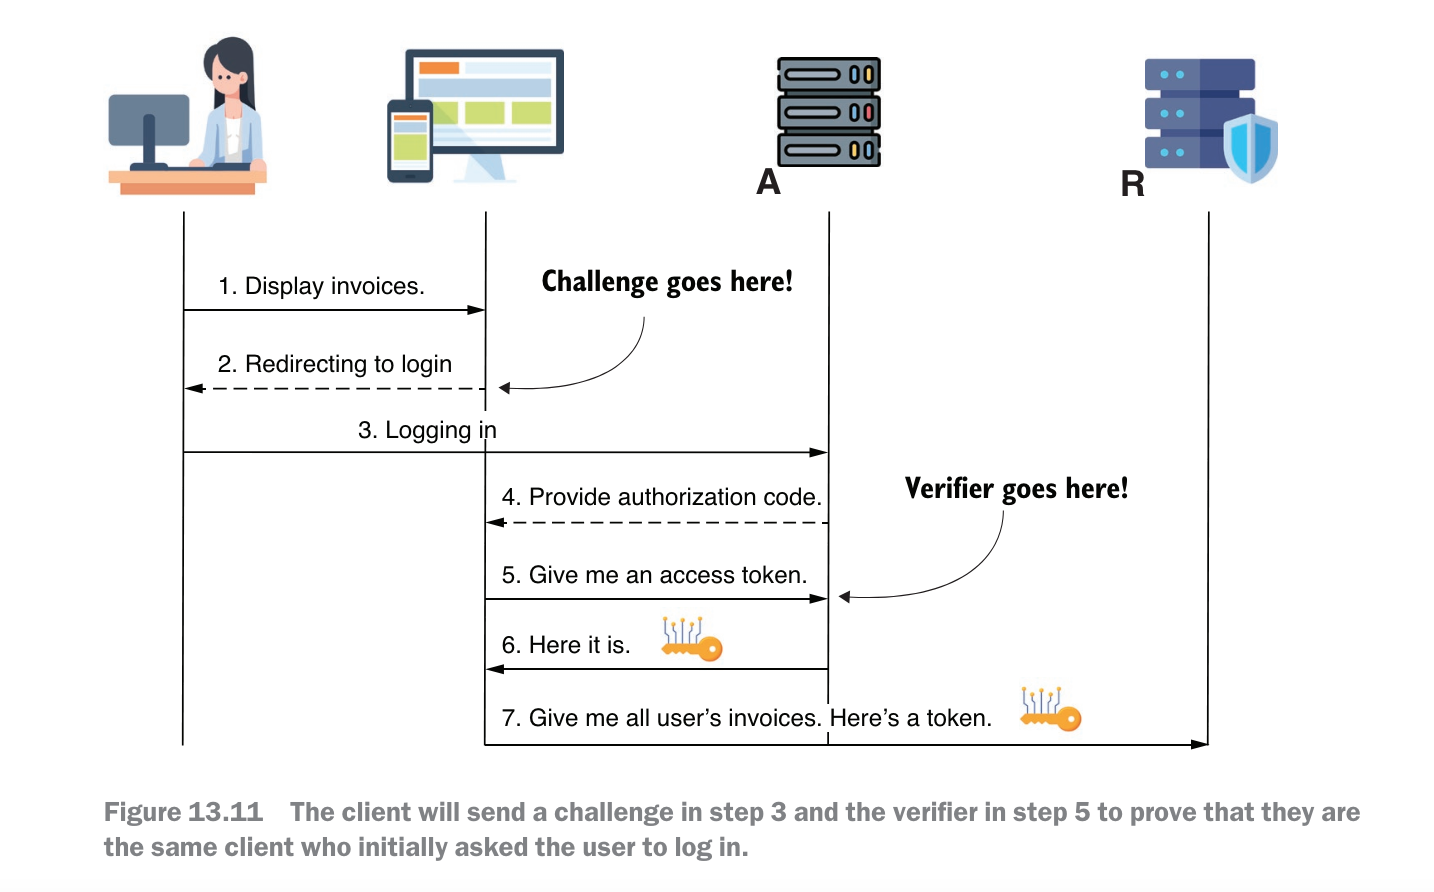 A
R
1. Display invoices.
Challenge goes here!
2. Redirecting to login
3. Logging in
4. Provide authorization code.
Verifier goes here!
5. Give me an access token.
6. Here it is.
7. Give me all user’s invoices. Here’s a token.
Figure 13.11 The client will send a challenge in step 3 and the verifier in step 5 to prove that they are
the same client who initially asked the user to log in.